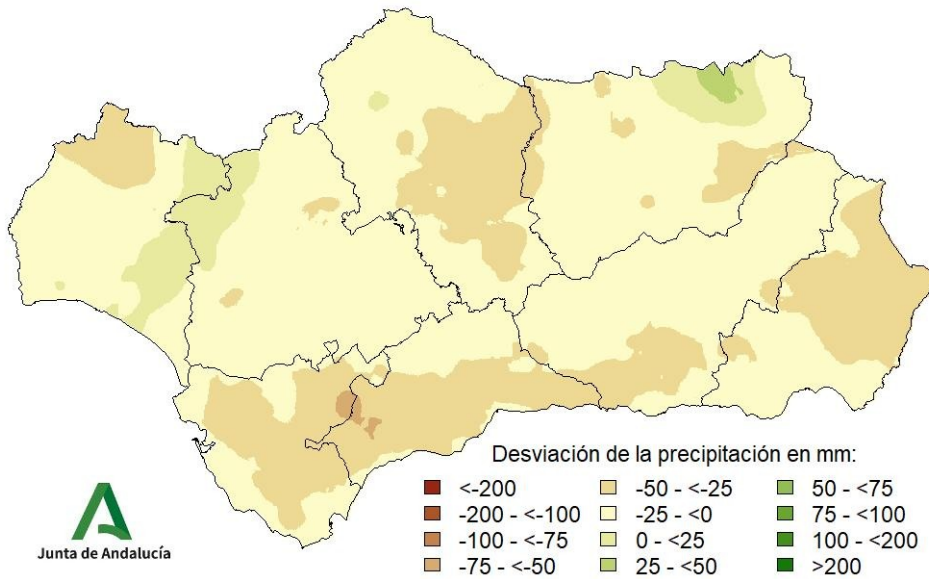 Desviación de la precipitación en mm:
<-200
-200 - <-100
-100 - <-75
-75 - <-50
-50 - <-25
-25 - <0
0 - <25
25 - <50
50 - <75
75 - <100
100 - <200
>200
Junta de Andalucía